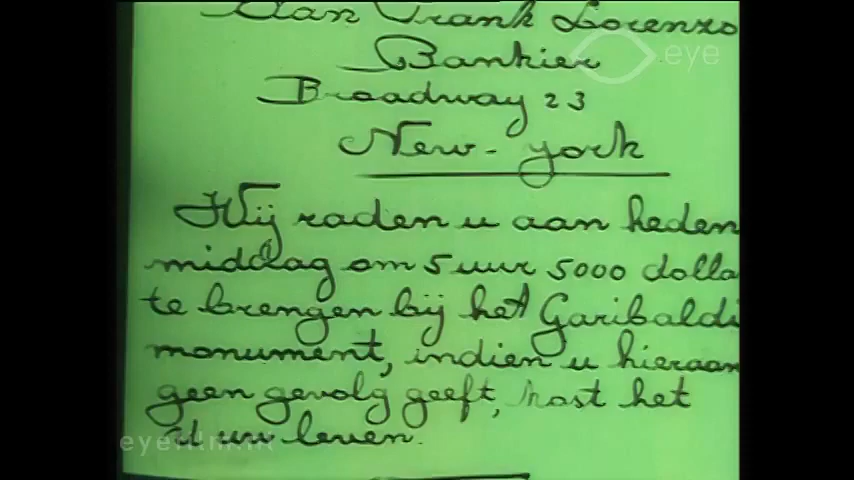 Aan Frank Lorenzo
Bankier
eye
Broadway 23
New-york
Wij raden u aan heden
middag om 5 uur 5000 dolla
te brengen bij het Garibaldi
monument, indien u hieraan
geen gevolg geeft, kost het
u uw leven.